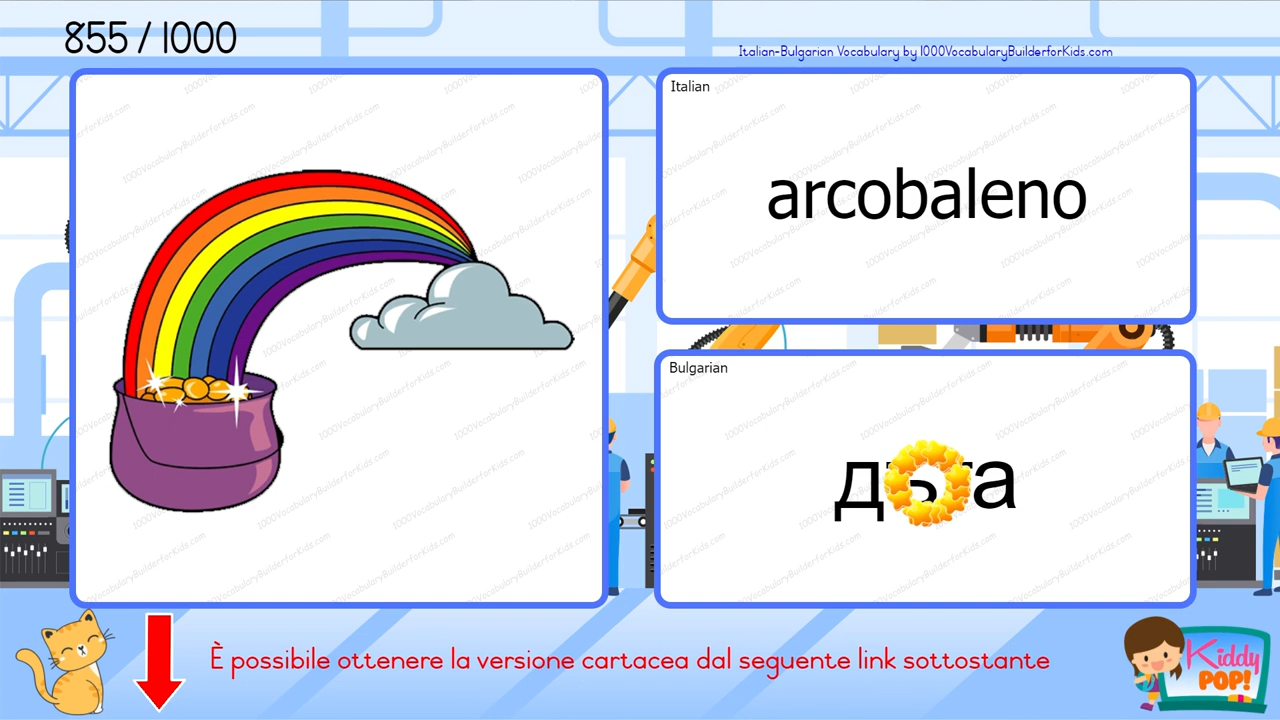 855 / 1000
Italian-Bulgarian Vocabulary by 1000VocabularyBuilderforKids.com
Italian
arcobaleno
Bulgarian
È possibile ottenere la versione cartacea dal seguente link sottostante
Kiddy
POP!